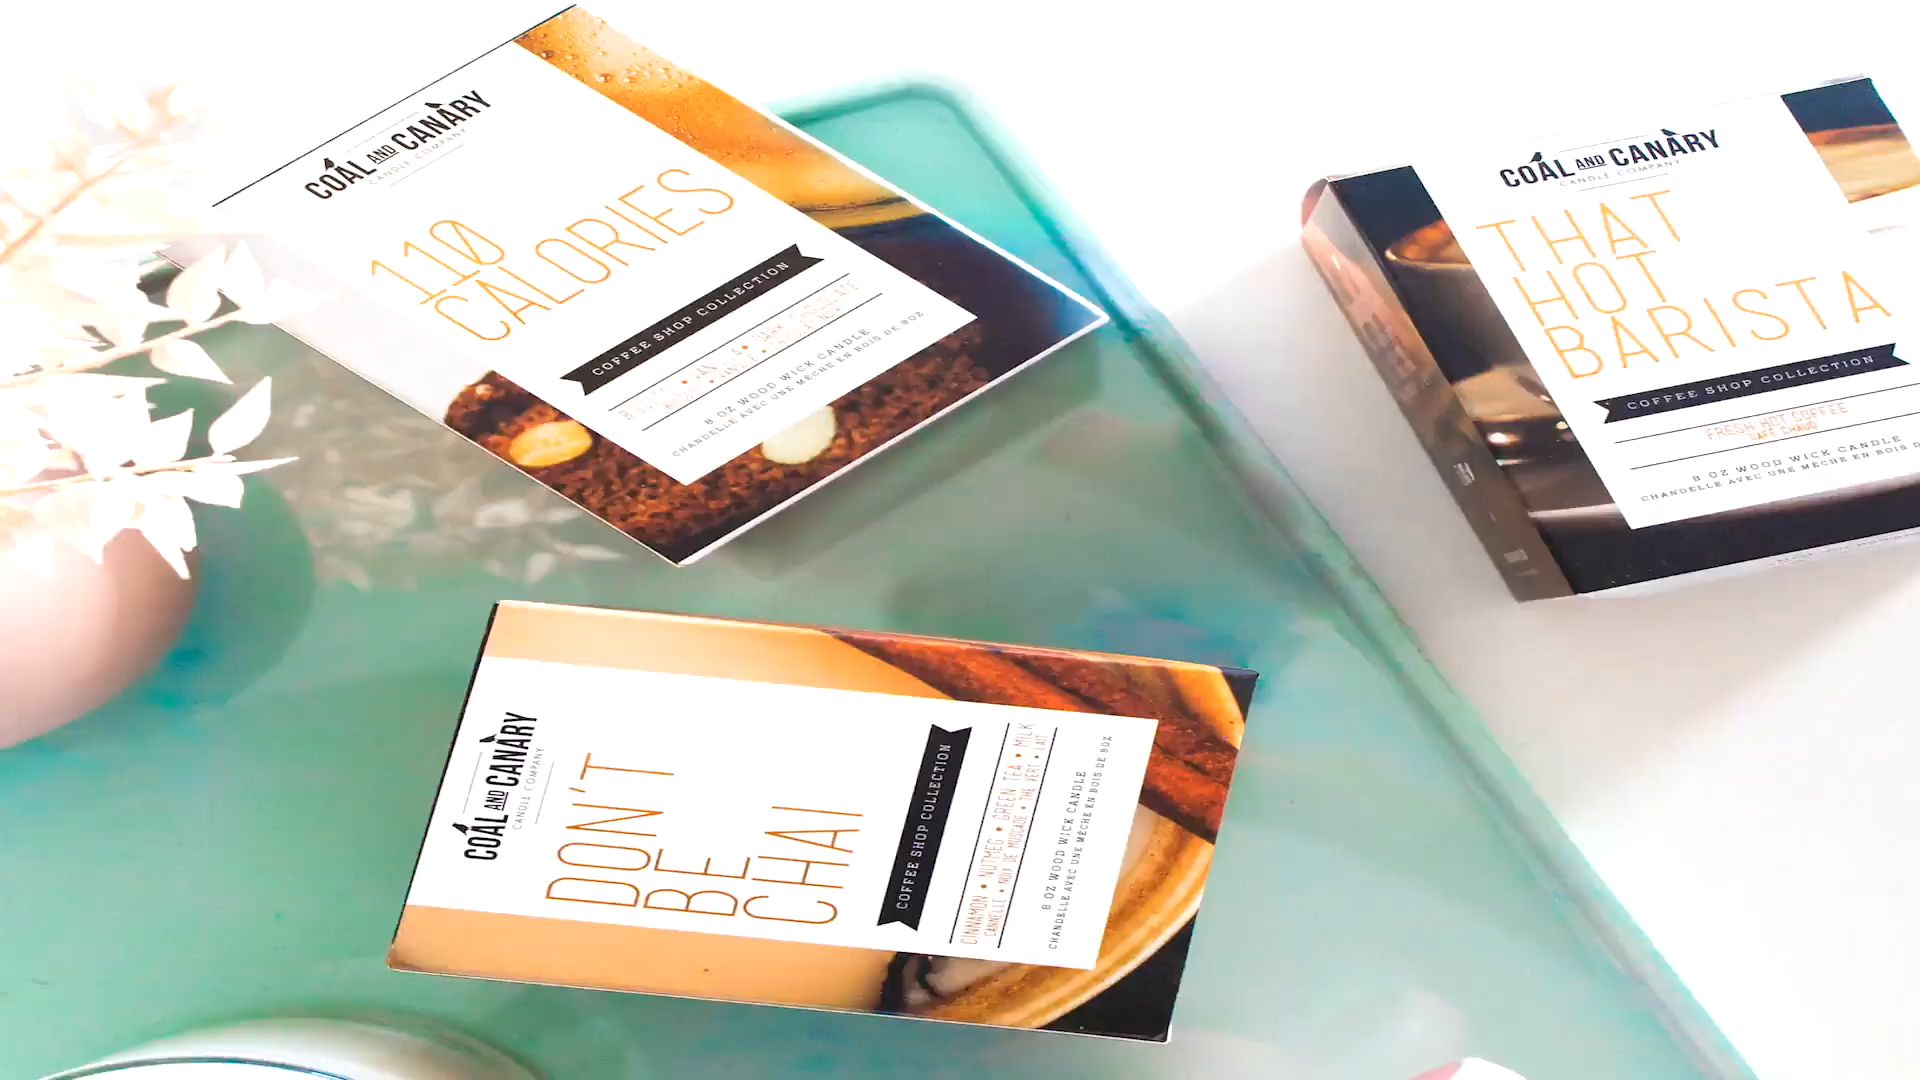 COAL AND CANARY
CANDLE COMPANY
110
CALORIES
COFFEE SHOP COLLECTION
DARK CHOCOLATE
8 OZ WOOD WICK CANDLE
CHANDELLE AVEC UNE MÈCHE EN BOIS DE 8OZ
COAL AND CANARY
CANDLE COMPANY
THAT
HOT
BARISTA
COFFEE SHOP COLLECTION
FRESH HOT COFFEE
CAFÉ CHAUD
8 OZ WOOD WICK CANDLE
CHANDELLE AVEC UNE MÈCHE EN BOIS
COAL AND CANARY
CANDLE COMPANY
DON'T
BE
CHAI
COFFEE SHOP COLLECTION
CINNAMON • NUTMEG • GREEN TEA • MILK
CANNELLE • NOIX DE MUSCADE • THE VERT • LAIT
8 OZ WOOD WICK CANDLE
CHANDELLE AVEC UNE MÈCHE EN BOIS DE 8OZ